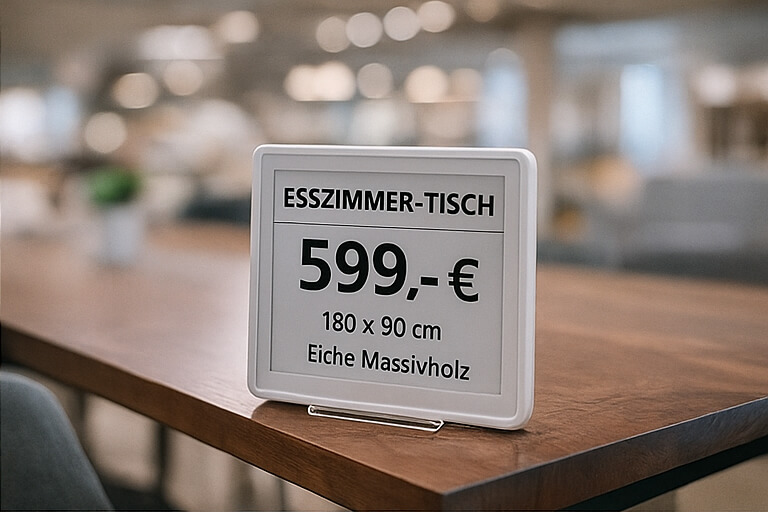 ESSZIMMER-TISCH
599,- €
180 x 90 cm
Eiche Massivholz